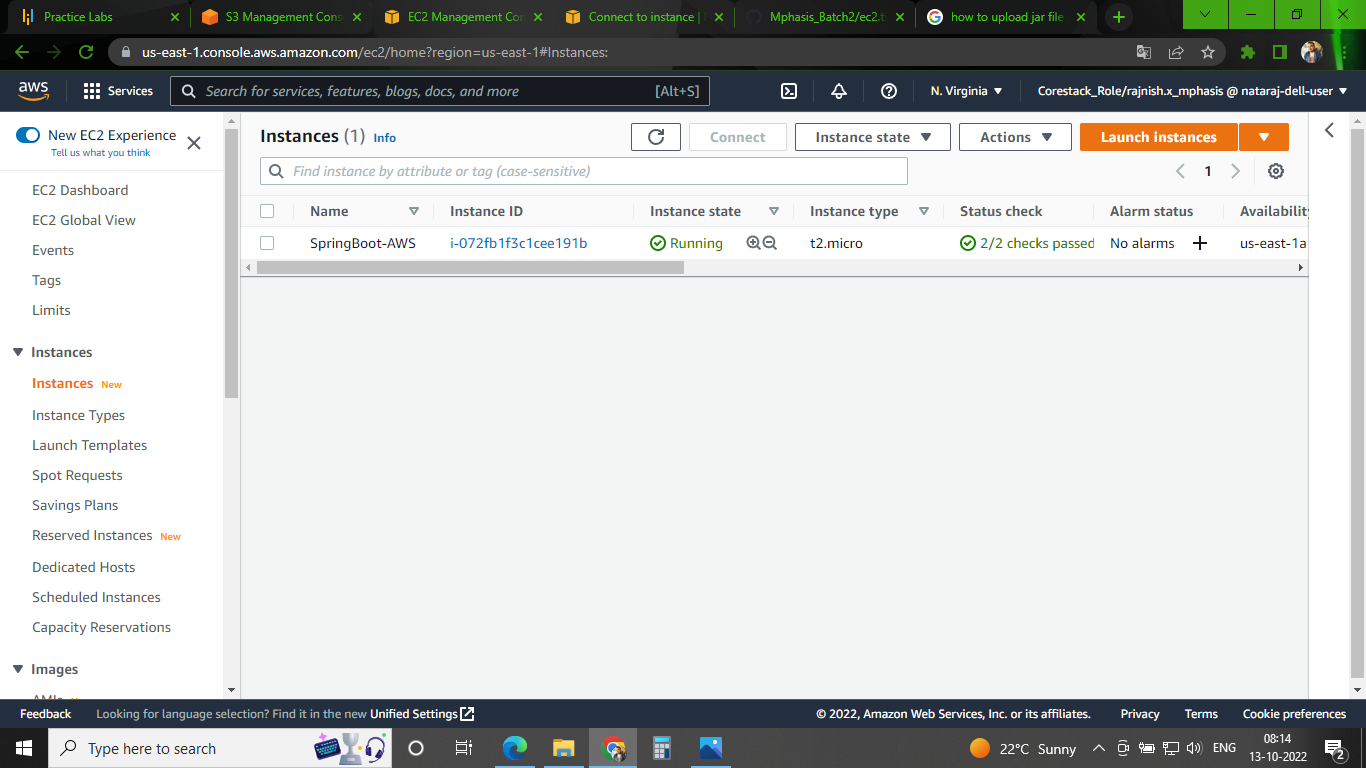 Practice Labs
S3 Management Cons
EC2 Management Con
Connect to instance |
Mphasis_Batch2/ec2.t
how to upload jar file
us-east-1.console.aws.amazon.com/ec2/home?region=us-east-1#Instances:
aws
Services
Search for services, features, blogs, docs, and more
[Alt+S]
N. Virginia
Corestack_Role/rajnish.x_mphasis @ nataraj-dell-user
New EC2 Experience
Tell us what you think
EC2 Dashboard
EC2 Global View
Events
Tags
Limits
Instances
Instances New
Instance Types
Launch Templates
Spot Requests
Savings Plans
Reserved Instances New
Dedicated Hosts
Scheduled Instances
Capacity Reservations
Images
Instances (1) Info
Connect
Instance state
Actions
Launch instances
Find instance by attribute or tag (case-sensitive)
1
Name
Instance ID
Instance state
Instance type
Status check
Alarm status
Availability
SpringBoot-AWS
i-072fb1f3c1cee191b
Running
t2.micro
2/2 checks passed
No alarms
us-east-1a
Feedback
Looking for language selection? Find it in the new Unified Settings
© 2022, Amazon Web Services, Inc. or its affiliates.
Privacy
Terms
Cookie preferences
Type here to search
22°C Sunny
ENG
08:14
13-10-2022
2